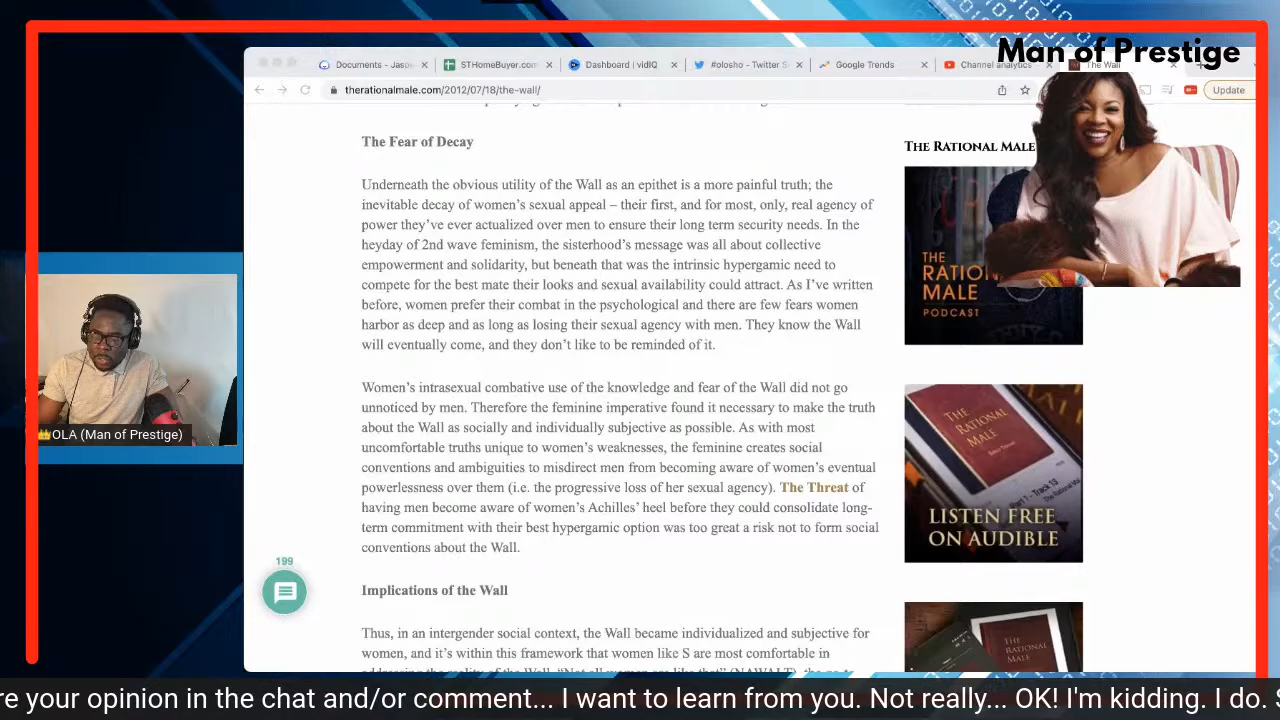 Man of Prestige
Documents - Jasp
STHomeBuyer.com
Dashboard | vidIQ
#olosho - Twitter S
Google Trends
Channel analytics
The Wall
therationalmale.com/2012/07/18/the-wall/
Update
The Fear of Decay
Underneath the obvious utility of the Wall as an epithet is a more painful truth; the
inevitable decay of women's sexual appeal – their first, and for most, only, real agency of
power they've ever actualized over men to ensure their long term security needs. In the
heyday of 2nd wave feminism, the sisterhood's message was all about collective
empowerment and solidarity, but beneath that was the intrinsic hypergamic need to
compete for the best mate their looks and sexual availability could attract. As I've written
before, women prefer their combat in the psychological and there are few fears women
harbor as deep and as long as losing their sexual agency with men. They know the Wall
will eventually come, and they don't like to be reminded of it.
Women's intrasexual combative use of the knowledge and fear of the Wall did not go
unnoticed by men. Therefore the feminine imperative found it necessary to make the truth
about the Wall as socially and individually subjective as possible. As with most
uncomfortable truths unique to women's weaknesses, the feminine creates social
conventions and ambiguities to misdirect men from becoming aware of women's eventual
powerlessness over them (i.e. the progressive loss of her sexual agency). The Threat of
having men become aware of women's Achilles' heel before they could consolidate long-
term commitment with their best hypergamic option was too great a risk not to form social
conventions about the Wall.
199
Implications of the Wall
Thus, in an intergender social context, the Wall became individualized and subjective for
women, and it's within this framework that women like S are most comfortable in
THE RATIONAL MALE
THE
RATION
MALE
PODCAST
THE
RATIONAL
MALE
LISTEN FREE
ON AUDIBLE
THE
RATIONAL
MALE
OLA (Man of Prestige)
re your opinion in the chat and/or comment... I want to learn from you. Not really... OK! I'm kidding. I do. S